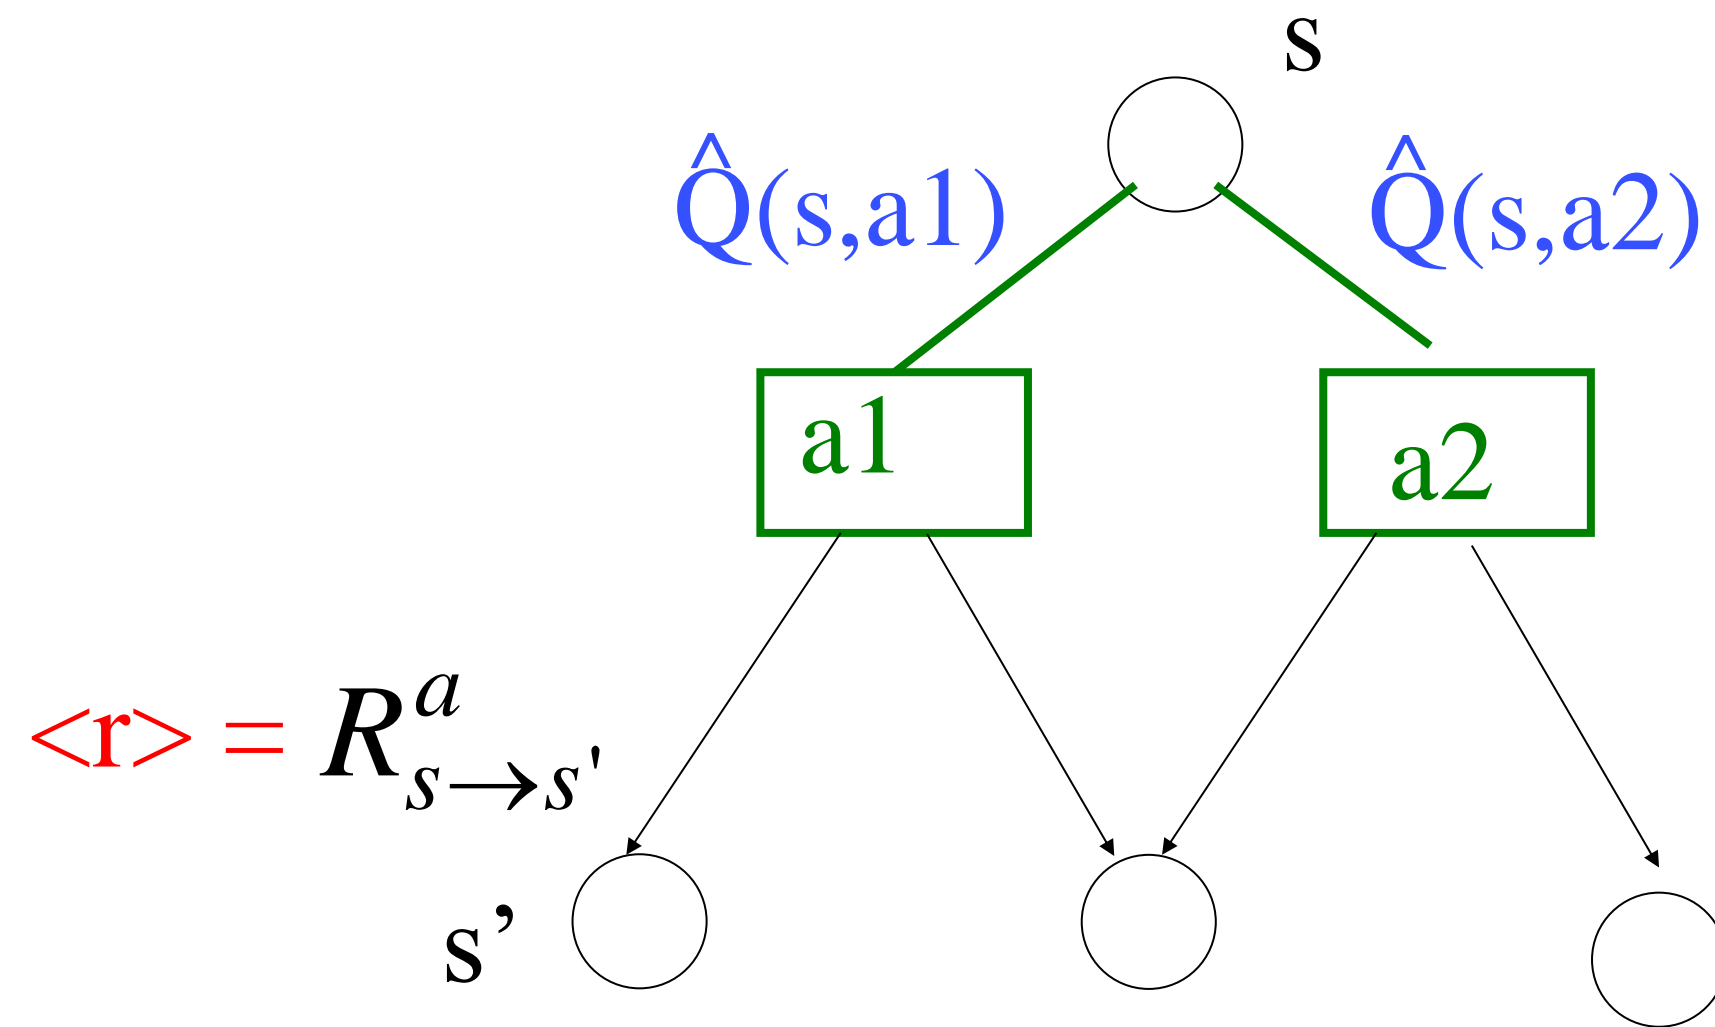 s
Q̂(s,a1)
Q̂(s,a2)
a1
a2
<r> = R^a_{s→s'}
s’